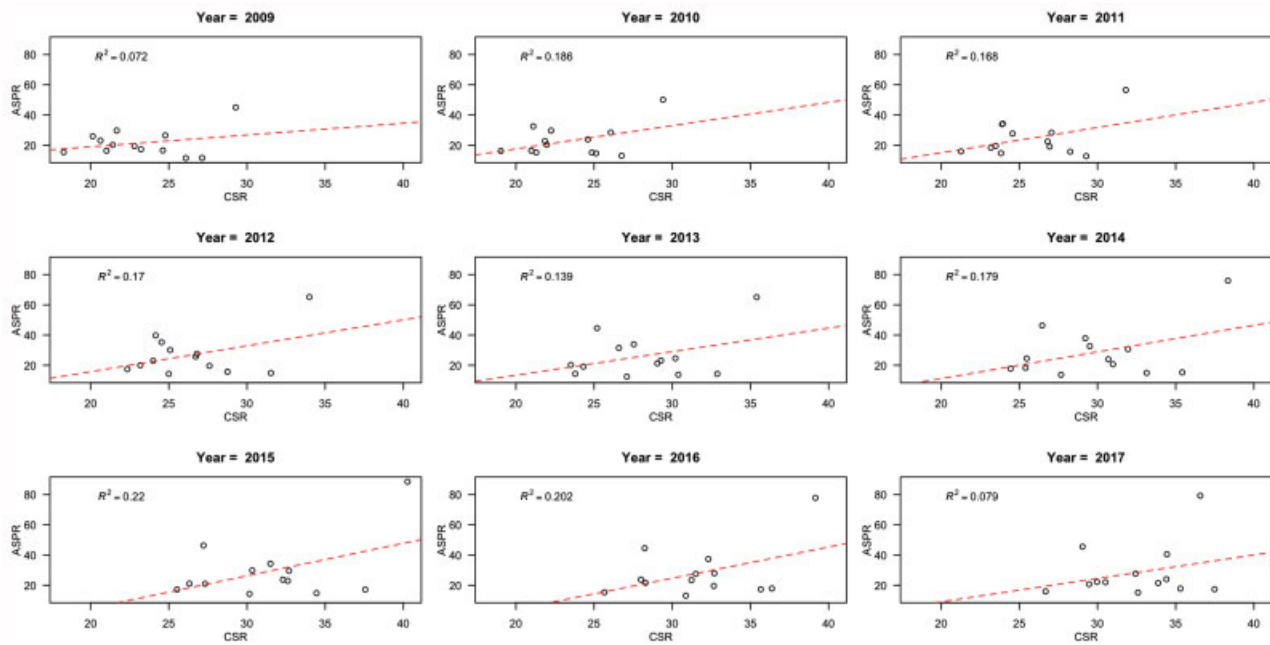 Year = 2009
R² = 0.072
ASPR
80
60
40
20
20 25 30 35 40
CSR
Year = 2010
R² = 0.186
ASPR
80
60
40
20
20 25 30 35 40
CSR
Year = 2011
R² = 0.168
ASPR
80
60
40
20
20 25 30 35 40
CSR
Year = 2012
R² = 0.17
ASPR
80
60
40
20
20 25 30 35 40
CSR
Year = 2013
R² = 0.139
ASPR
80
60
40
20
20 25 30 35 40
CSR
Year = 2014
R² = 0.179
ASPR
80
60
40
20
20 25 30 35 40
CSR
Year = 2015
R² = 0.22
ASPR
80
60
40
20
20 25 30 35 40
CSR
Year = 2016
R² = 0.202
ASPR
80
60
40
20
20 25 30 35 40
CSR
Year = 2017
R² = 0.079
ASPR
80
60
40
20
20 25 30 35 40
CSR